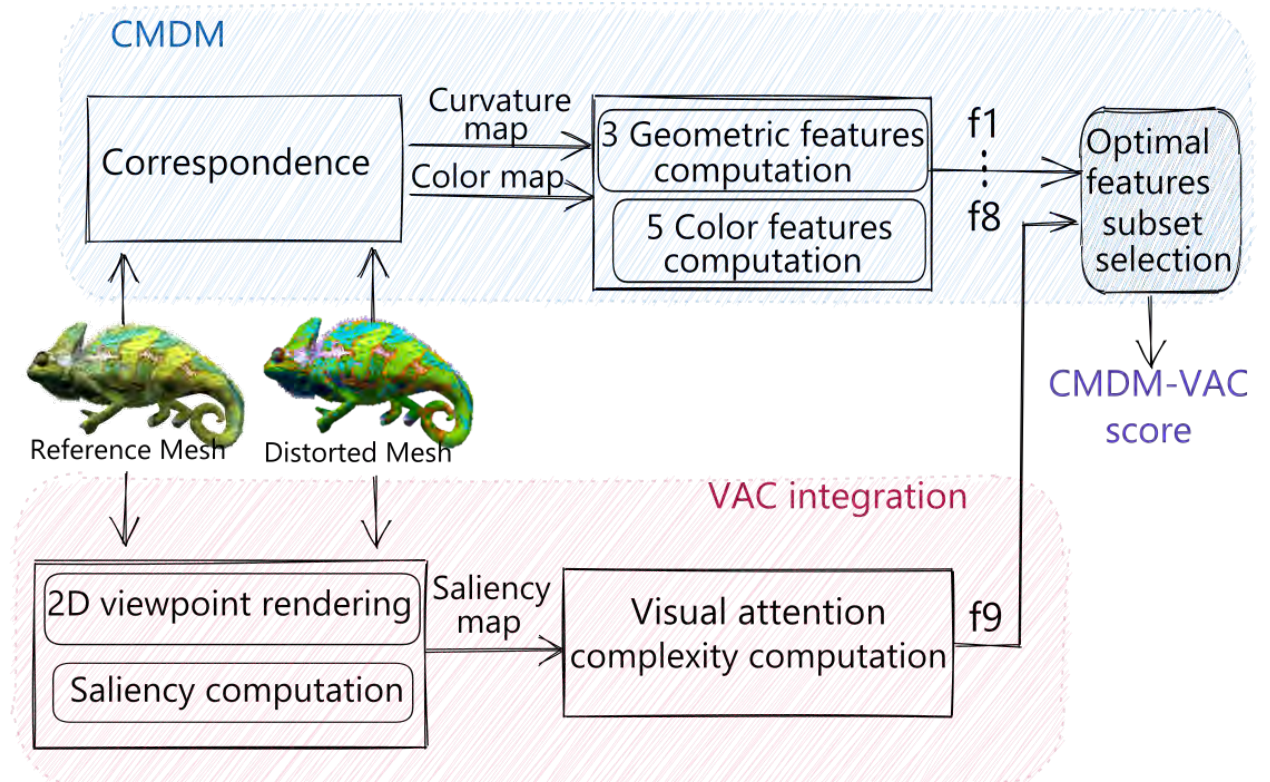 CMDM
Correspondence
Curvature
map
Color map
3 Geometric features
computation
5 Color features
computation
f1
f8
Optimal
features
subset
selection
CMDM-VAC
score
Reference Mesh
Distorted Mesh
VAC integration
2D viewpoint rendering
Saliency computation
Saliency
map
Visual attention
complexity computation
f9